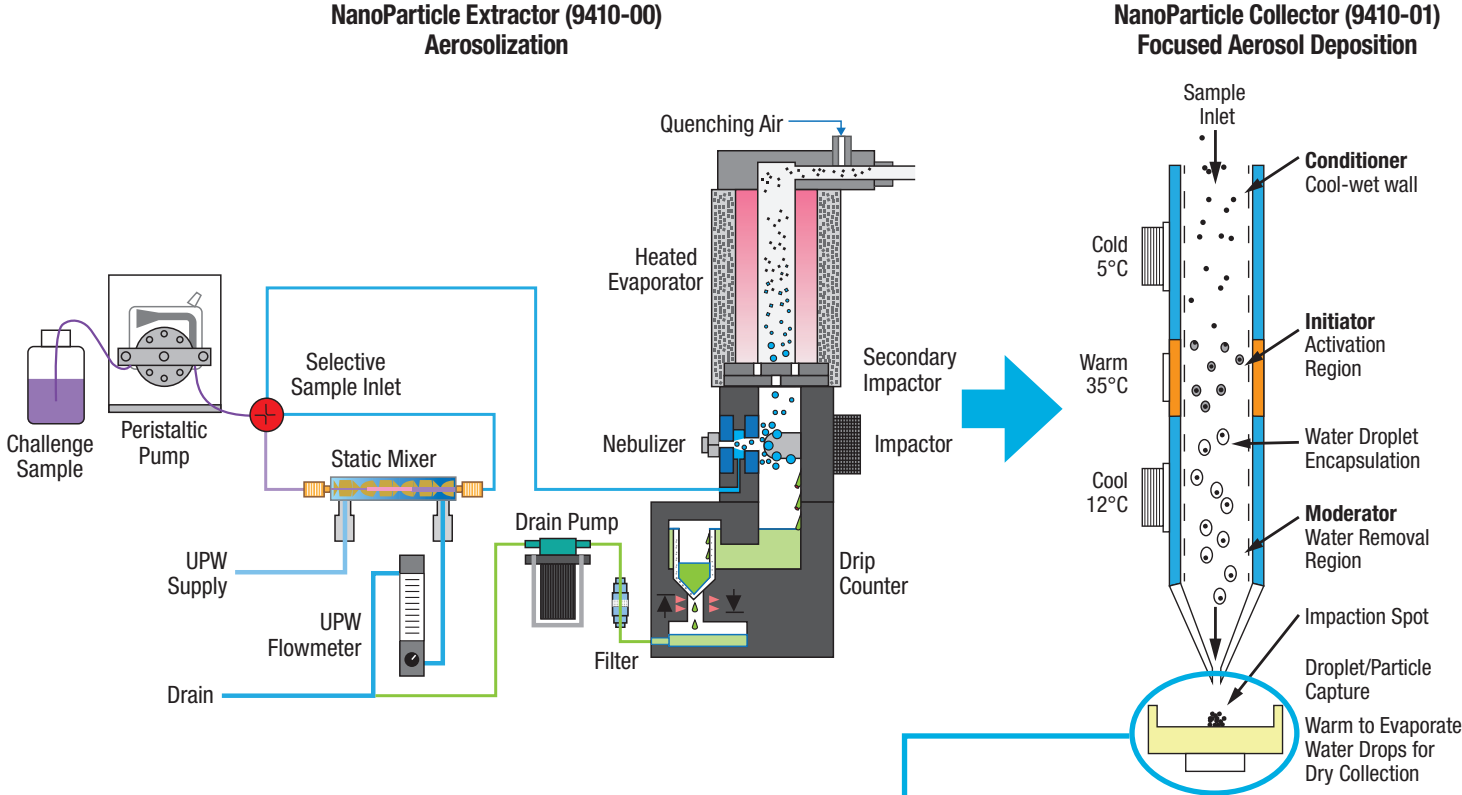 NanoParticle Extractor (9410-00)
Aerosolization
NanoParticle Collector (9410-01)
Focused Aerosol Deposition
Quenching Air
Heated
Evaporator
Secondary
Impactor
Nebulizer
Impactor
Selective
Sample Inlet
Challenge
Sample
Peristaltic
Pump
Static Mixer
UPW
Supply
UPW
Flowmeter
Drain
Drain Pump
Filter
Drip
Counter
Sample
Inlet
Conditioner
Cool-wet wall
Cold
5°C
Initiator
Activation
Region
Warm
35°C
Water Droplet
Encapsulation
Cool
12°C
Moderator
Water Removal
Region
Impaction Spot
Droplet/Particle
Capture
Warm to Evaporate
Water Drops for
Dry Collection